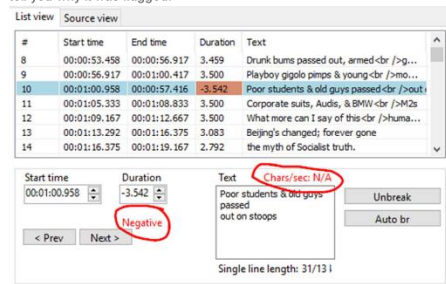 List view Source view
# Start time End time Duration Text
8 00:00:53.458 00:00:56.917 3.459 Drunk bums passed out, armed<br />g...
9 00:00:56.917 00:01:00.417 3.500 Playboy gigolo pimps & young<br />mo...
10 00:01:00.958 00:00:57.416 -3.542 Poor students & old guys passed<br />out
11 00:01:05.333 00:01:08.833 3.500 Corporate suits, Audis, & BMW<br />M2s
12 00:01:09.167 00:01:12.667 3.500 What more can I say of this<br />huma...
13 00:01:13.292 00:01:16.375 3.083 Beijing's changed; forever gone
14 00:01:16.375 00:01:19.167 2.792 the myth of Socialist truth.
Start time Duration Text Chars/sec: N/A
00:01:00.958 -3.542
Poor students & old guys
passed
out on stoops
Negative
Unbreak
Auto br
< Prev Next >
Single line length: 31/13